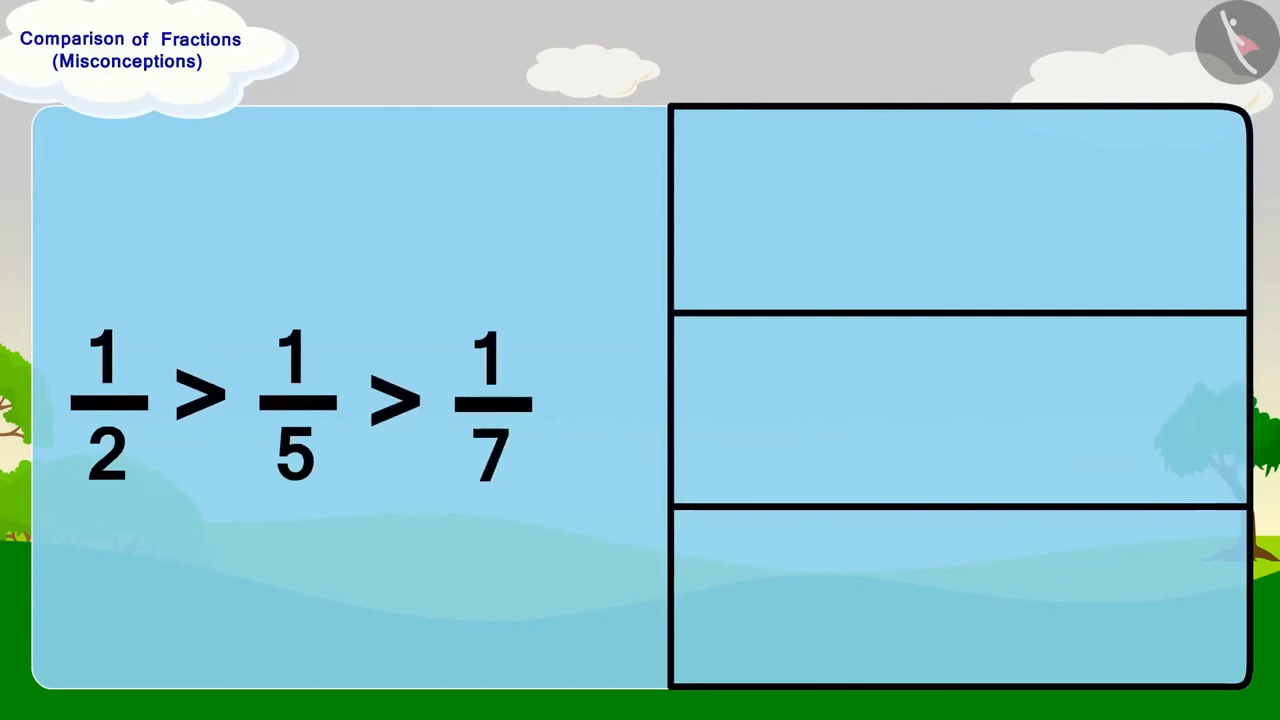 Comparison of Fractions
(Misconceptions)
1/2 > 1/5 > 1/7